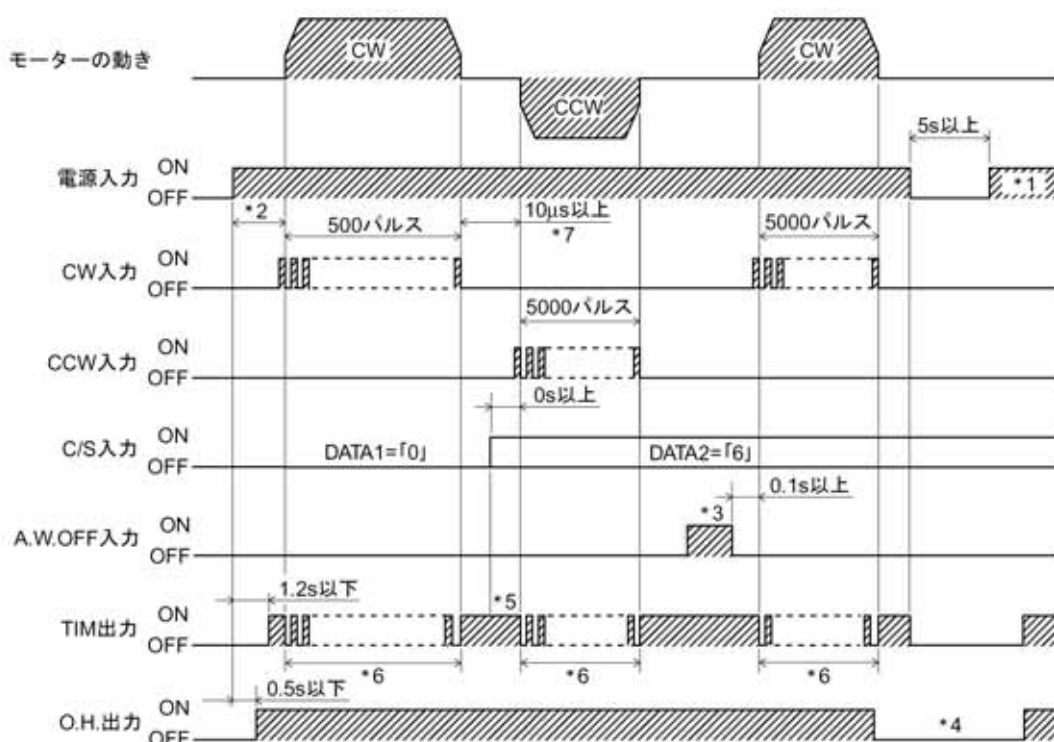 モーターの動き
CW
CCW
CW
5s以上
電源入力
ON
OFF
*1
*2
500パルス
10µs以上
*7
5000パルス
CW入力
ON
OFF
5000パルス
CCW入力
ON
OFF
0s以上
C/S入力
ON
OFF
DATA1=「0」
DATA2=「6」
0.1s以上
A.W.OFF入力
ON
OFF
*3
1.2s以下
*5
TIM出力
ON
OFF
*6
*6
*6
0.5s以下
O.H.出力
ON
OFF
*4